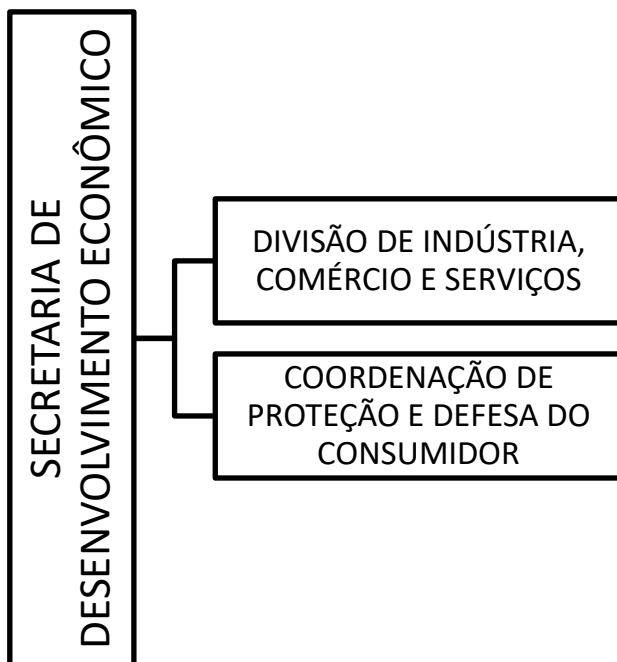 SECRETARIA DE
DESENVOLVIMENTO ECONÔMICO
DIVISÃO DE INDÚSTRIA,
COMÉRCIO E SERVIÇOS
COORDENAÇÃO DE
PROTEÇÃO E DEFESA DO
CONSUMIDOR